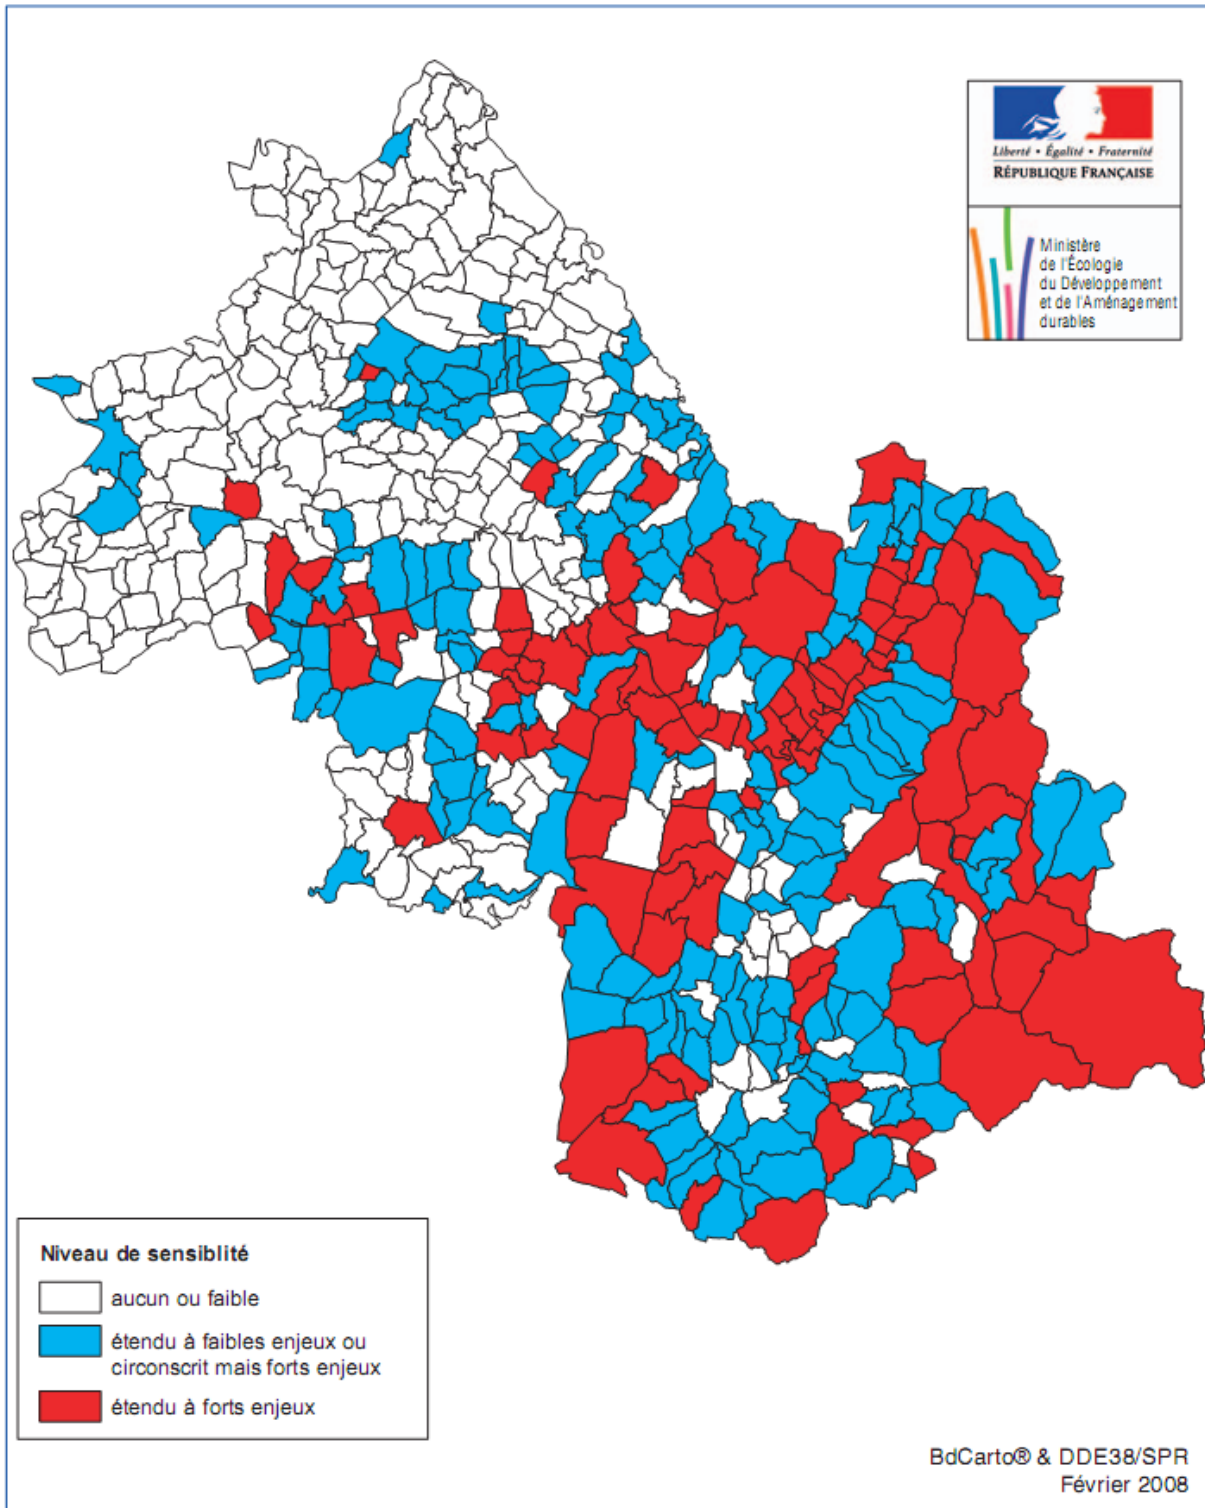 Liberté • Égalité • Fraternité
RÉPUBLIQUE FRANÇAISE
Ministère
de l'Écologie
du Développement
et de l'Aménagement
durables
Niveau de sensiblité
aucun ou faible
étendu à faibles enjeux ou
circonscrit mais forts enjeux
étendu à forts enjeux
BdCarto® & DDE38/SPR
Février 2008